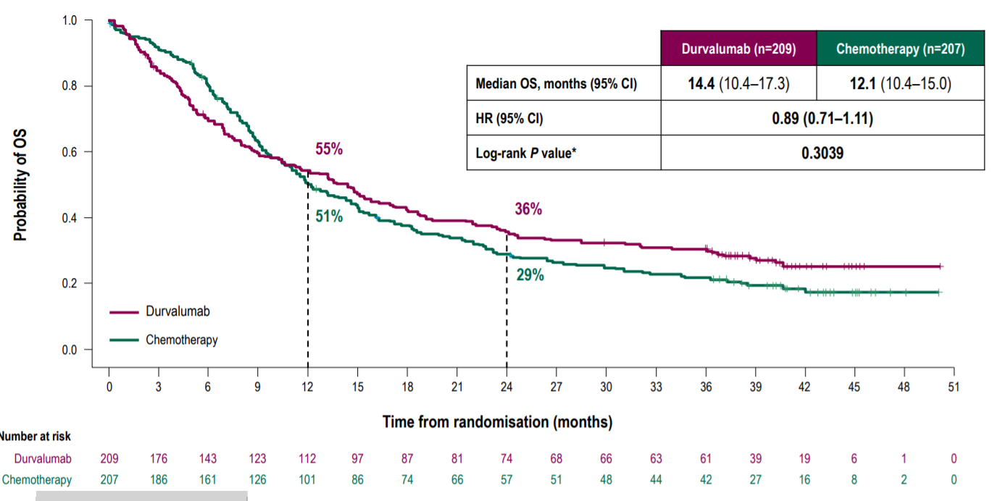 1.0
0.8
0.6
0.4
0.2
0.0
Probability of OS
Durvalumab (n=209) Chemotherapy (n=207)
Median OS, months (95% CI) 14.4 (10.4–17.3) 12.1 (10.4–15.0)
HR (95% CI) 0.89 (0.71–1.11)
Log-rank P value* 0.3039
55%
51%
36%
29%
Durvalumab
Chemotherapy
0 3 6 9 12 15 18 21 24 27 30 33 36 39 42 45 48 51
Time from randomisation (months)
Number at risk
Durvalumab 209 176 143 123 112 97 87 81 74 68 66 63 61 39 19 6 1 0
Chemotherapy 207 186 161 126 101 86 74 66 57 51 48 44 42 27 16 8 2 0